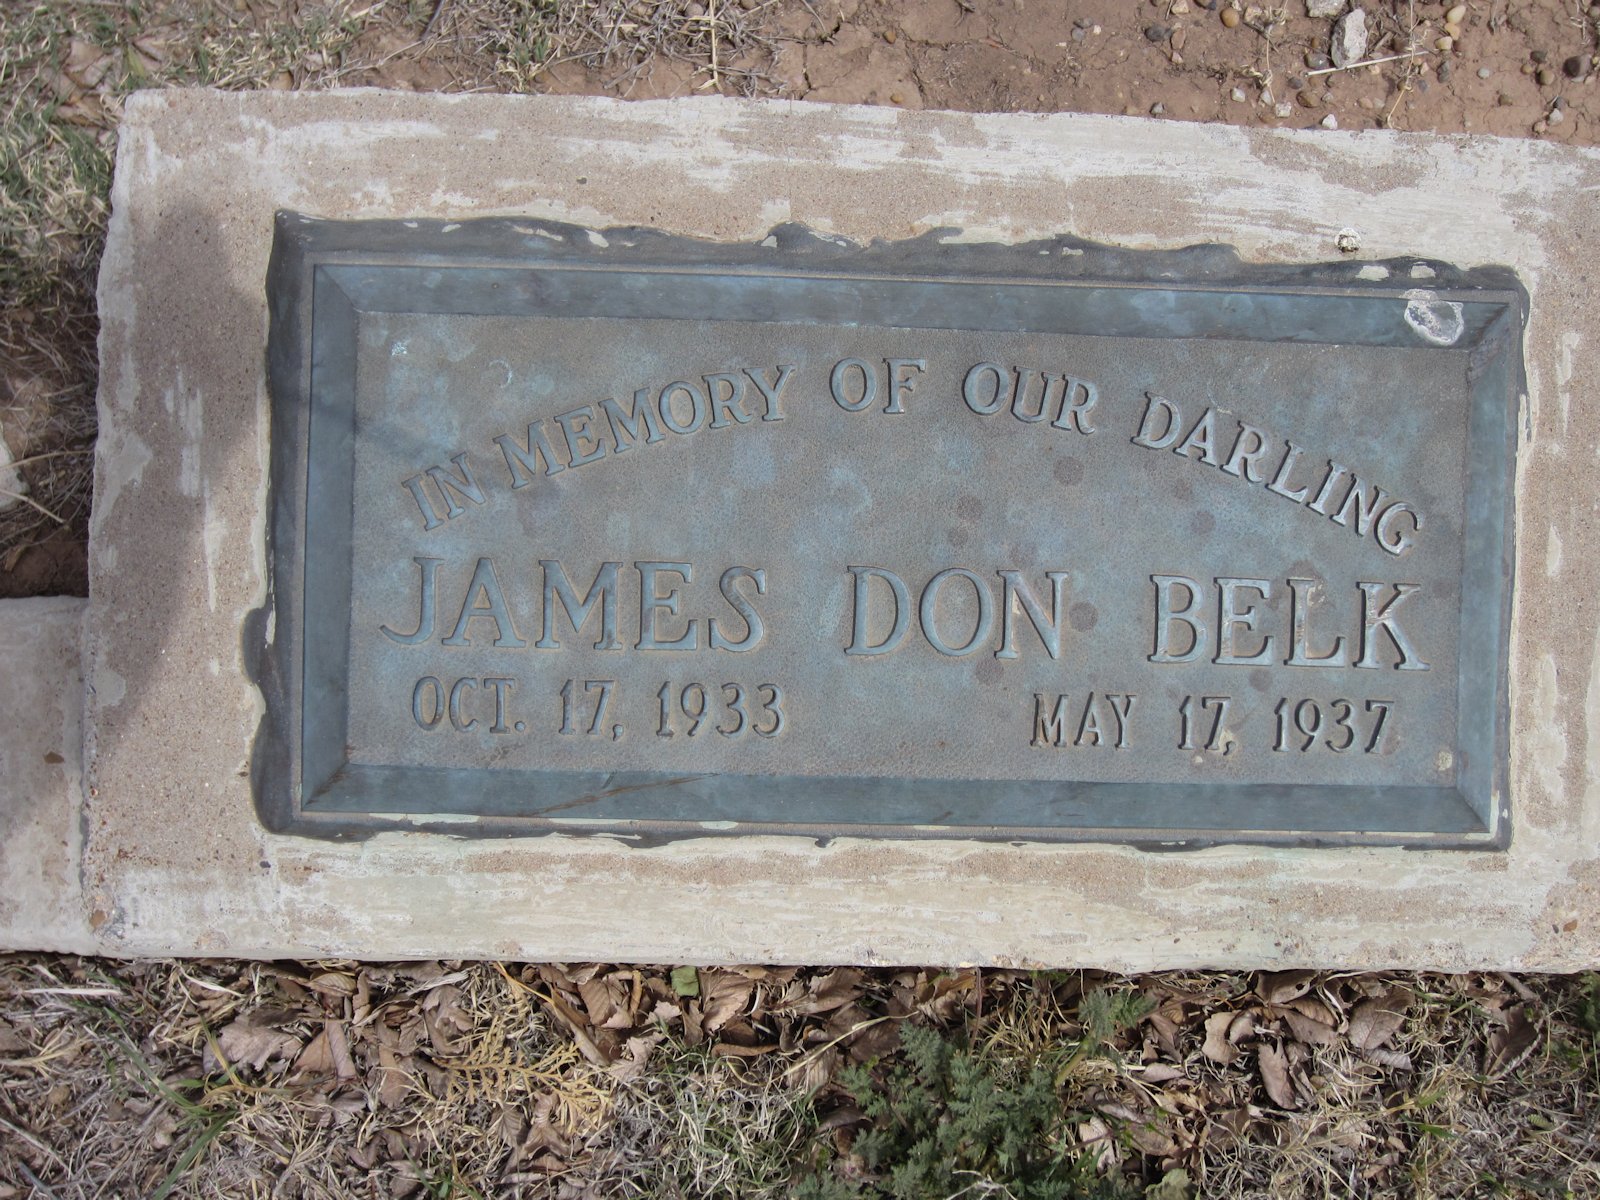 IN MEMORY OF OUR DARLING
JAMES DON BELK
OCT. 17, 1933 MAY 17, 1937